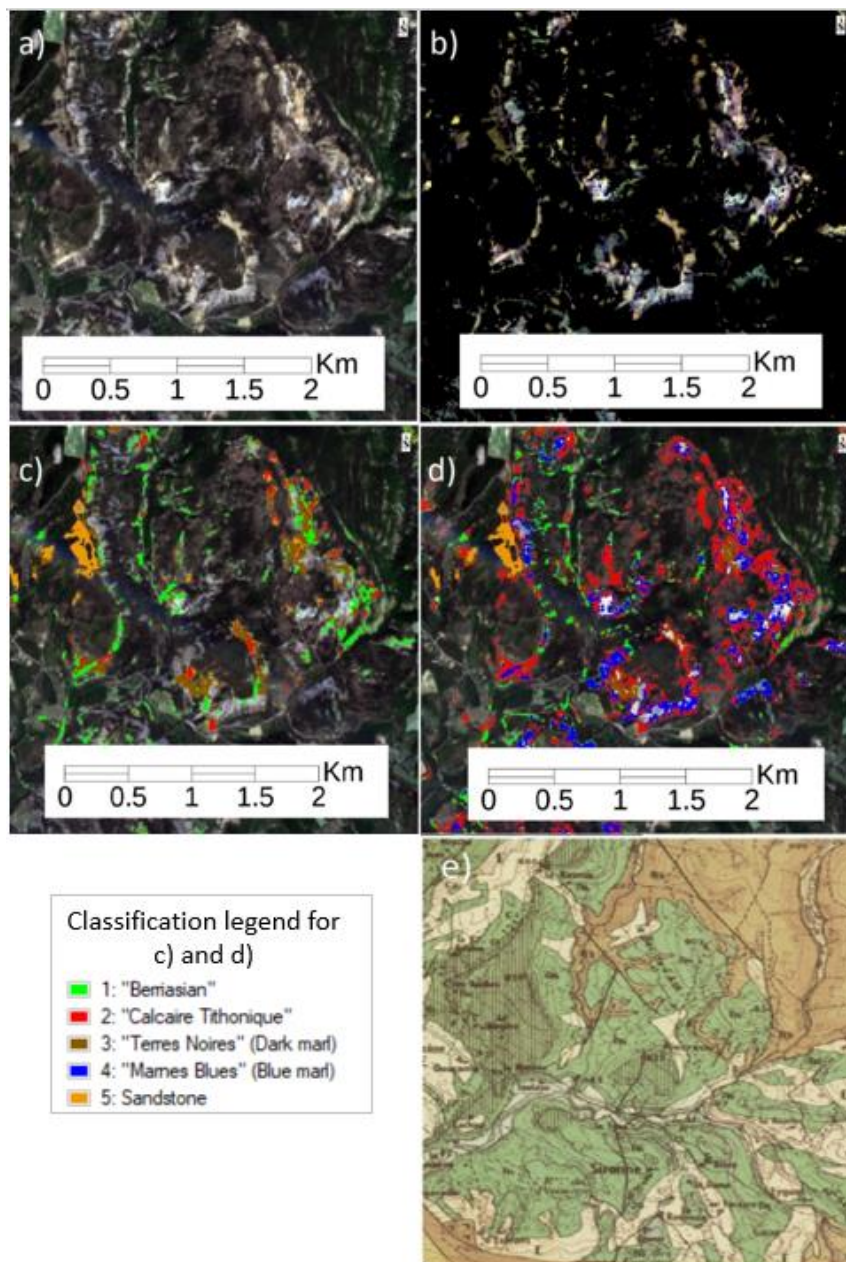 a)
b)
Km
0 0.5 1 1.5 2
Km
0 0.5 1 1.5 2
c)
d)
Km
0 0.5 1 1.5 2
Km
0 0.5 1 1.5 2
e)
Classification legend for
c) and d)
1: "Berriasian"
2: "Calcaire Tithonique"
3: "Terres Noires" (Dark marl)
4: "Marnes Blues" (Blue marl)
5: Sandstone